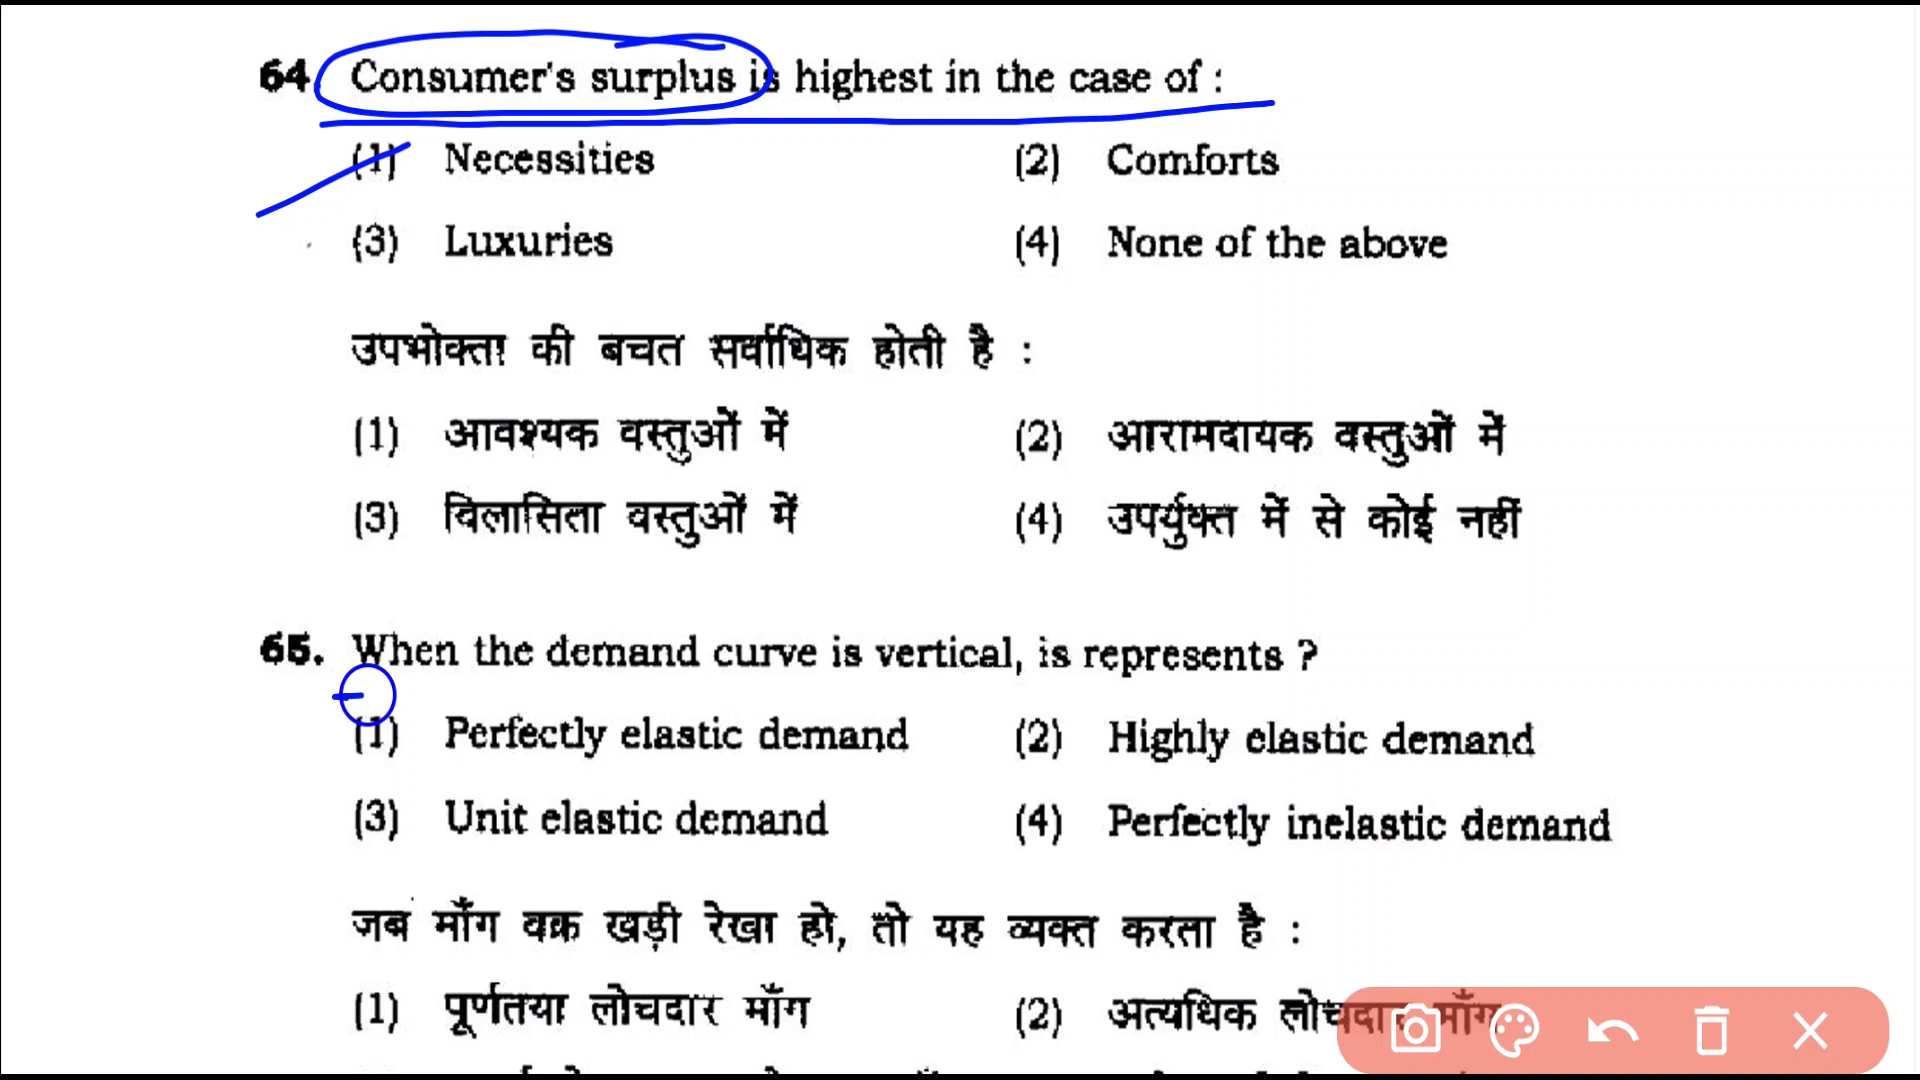 64 Consumer's surplus is highest in the case of :
(1) Necessities (2) Comforts
(3) Luxuries (4) None of the above
उपभोक्ता की बचत सर्वाधिक होती है :
(1) आवश्यक वस्तुओं में (2) आरामदायक वस्तुओं में
(3) विलासिता वस्तुओं में (4) उपर्युक्त में से कोई नहीं
65. When the demand curve is vertical, is represents ?
(1) Perfectly elastic demand (2) Highly elastic demand
(3) Unit elastic demand (4) Perfectly inelastic demand
जब माँग वक्र खड़ी रेखा हो, तो यह व्यक्त करता है :
(1) पूर्णतया लोचदार माँग (2) अत्यधिक लोचदार माँग